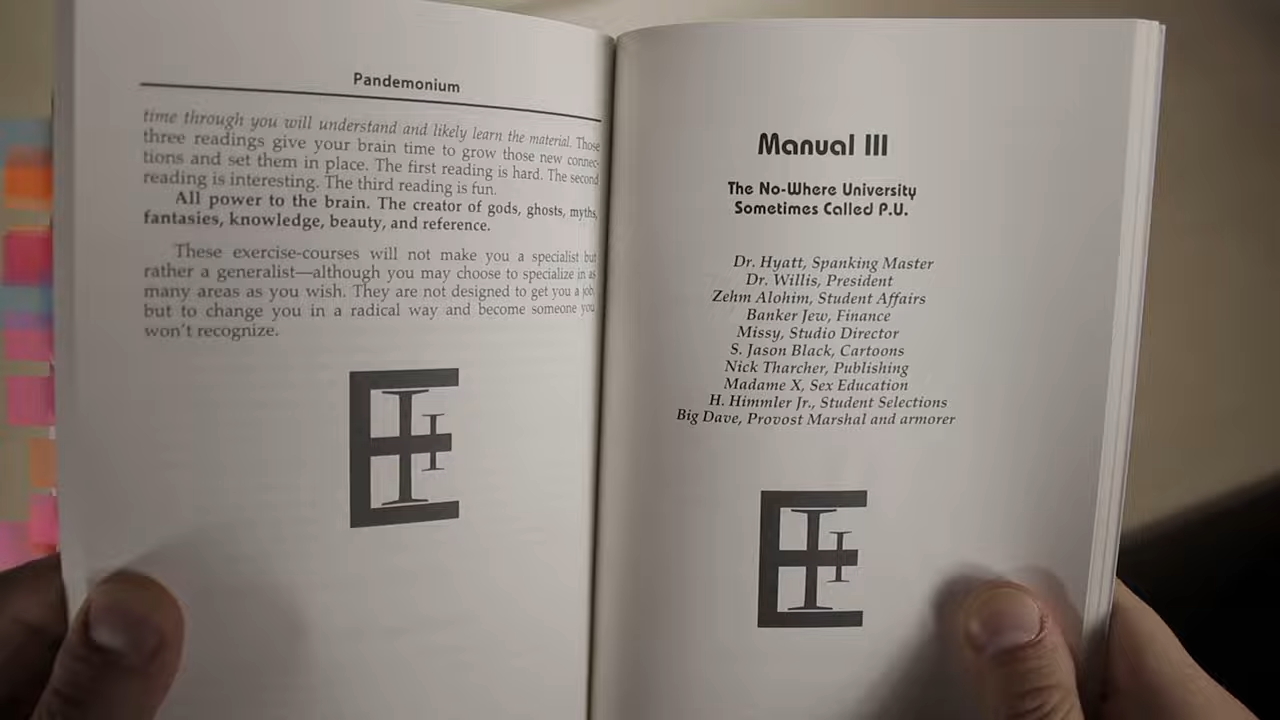 Pandemonium
time through you will understand and likely learn the material. Those
three readings give your brain time to grow those new connec-
tions and set them in place. The first reading is hard. The second
reading is interesting. The third reading is fun.
All power to the brain. The creator of gods, ghosts, myths,
fantasies, knowledge, beauty, and reference.
These exercise-courses will not make you a specialist but
rather a generalist—although you may choose to specialize in as
many areas as you wish. They are not designed to get you a job,
but to change you in a radical way and become someone you
won't recognize.
Manual III
The No-Where University
Sometimes Called P.U.
Dr. Hyatt, Spanking Master
Dr. Willis, President
Zehm Alohim, Student Affairs
Banker Jew, Finance
Missy, Studio Director
S. Jason Black, Cartoons
Nick Tharcher, Publishing
Madame X, Sex Education
H. Himmler Jr., Student Selections
Big Dave, Provost Marshal and armorer